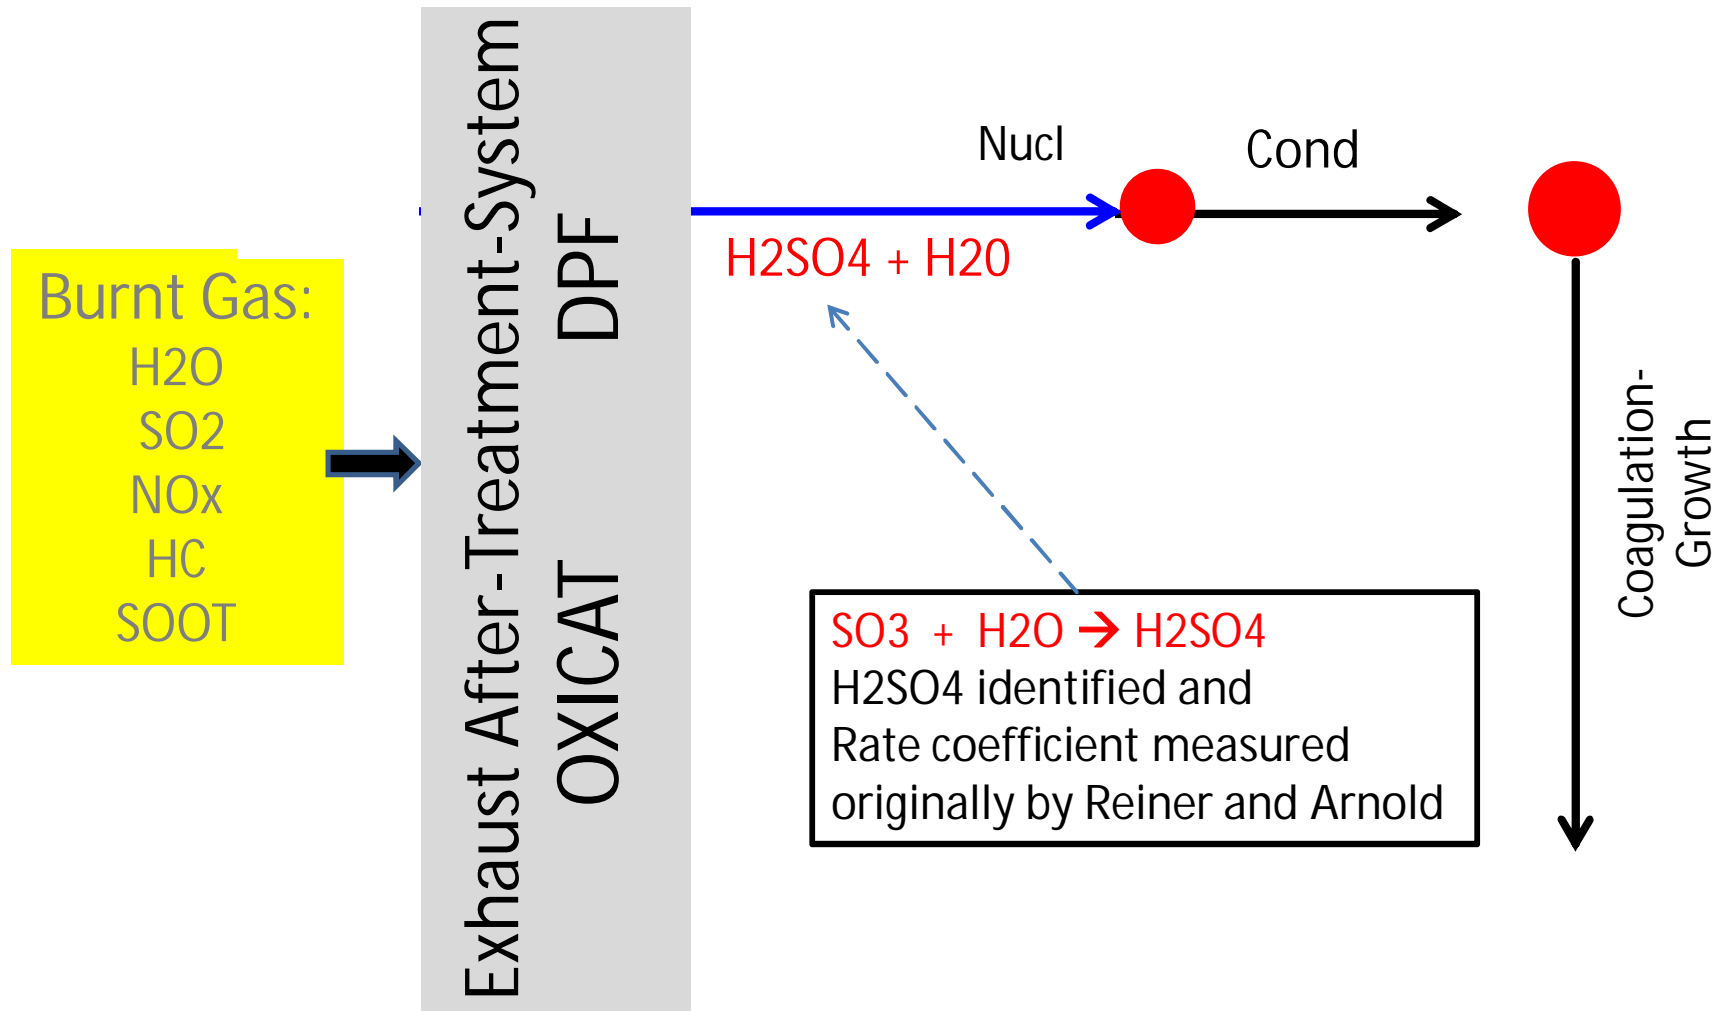 Burnt Gas:
H2O
SO2
NOx
HC
SOOT
Exhaust After-Treatment-System
OXICAT DPF
Nucl
Cond
H2SO4 + H20
SO3 + H2O → H2SO4
H2SO4 identified and
Rate coefficient measured
originally by Reiner and Arnold
Coagulation-
Growth